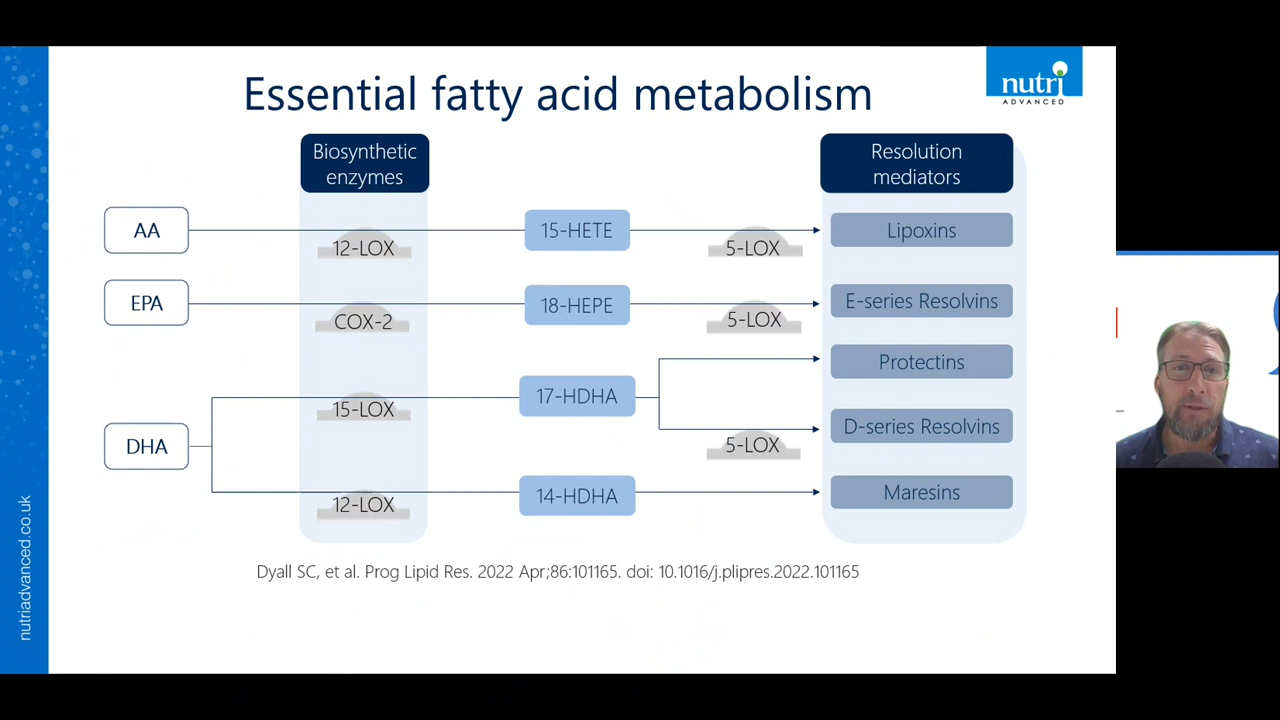 Essential fatty acid metabolism
nutri
ADVANCED
Biosynthetic
enzymes
Resolution
mediators
AA
12-LOX
15-HETE
5-LOX
Lipoxins
EPA
COX-2
18-HEPE
5-LOX
E-series Resolvins
Protectins
DHA
15-LOX
17-HDHA
5-LOX
D-series Resolvins
12-LOX
14-HDHA
Maresins
Dyall SC, et al. Prog Lipid Res. 2022 Apr;86:101165. doi: 10.1016/j.plipres.2022.101165
nutriadvanced.co.uk